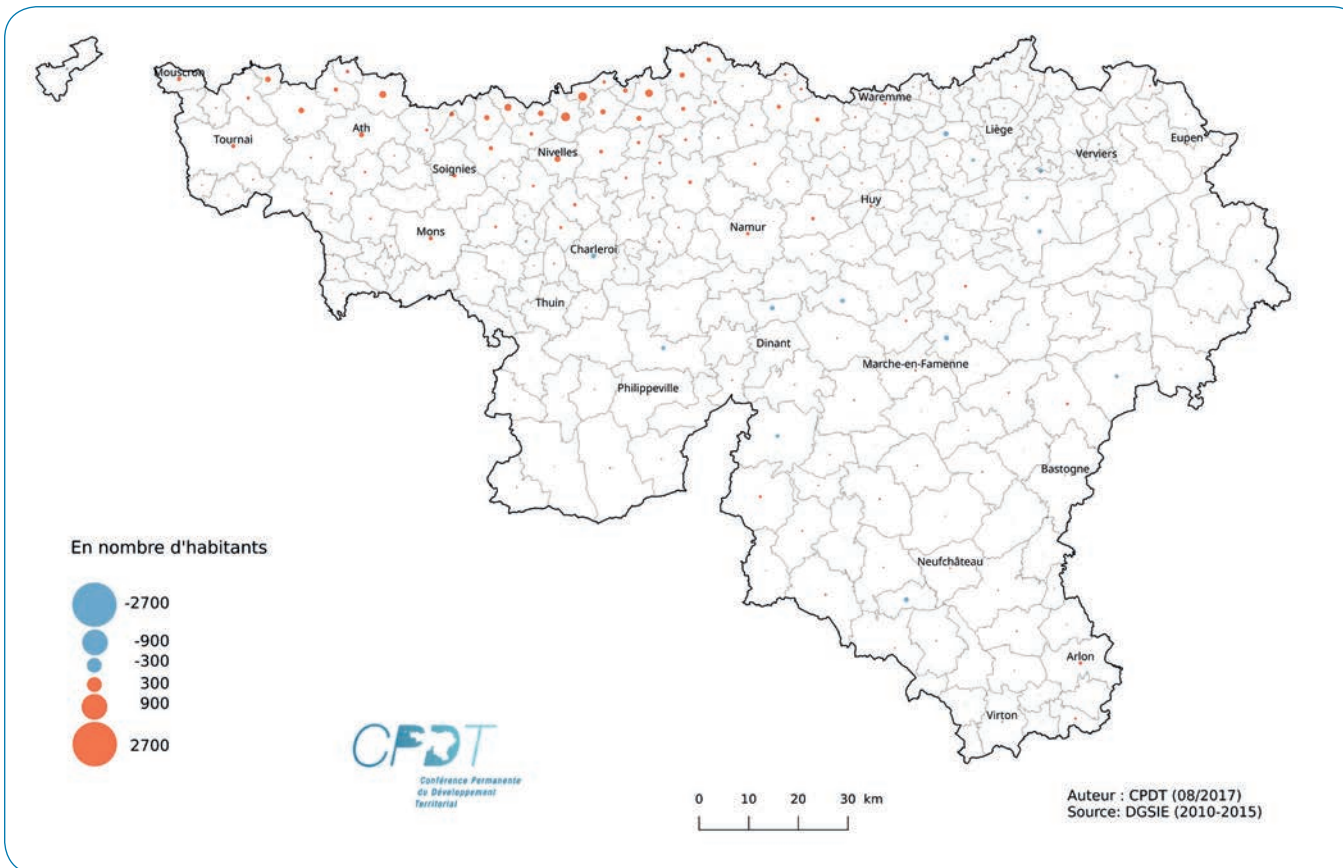 Mouscron
Waremme
Liège
Tournai
Ath
Eupen
Verviers
Nivelles
Soignies
Huy
Mons
Namur
Charleroi
Thuin
Dinant
Marche-en-Famenne
Philippeville
Bastogne
En nombre d'habitants
Neufchâteau
-2700
-900
-300
300
900
2700
Arlon
Virton
CPDT
Conférence Permanente
du Développement
Territorial
0 10 20 30 km
Auteur : CPDT (08/2017)
Source: DGSIE (2010-2015)